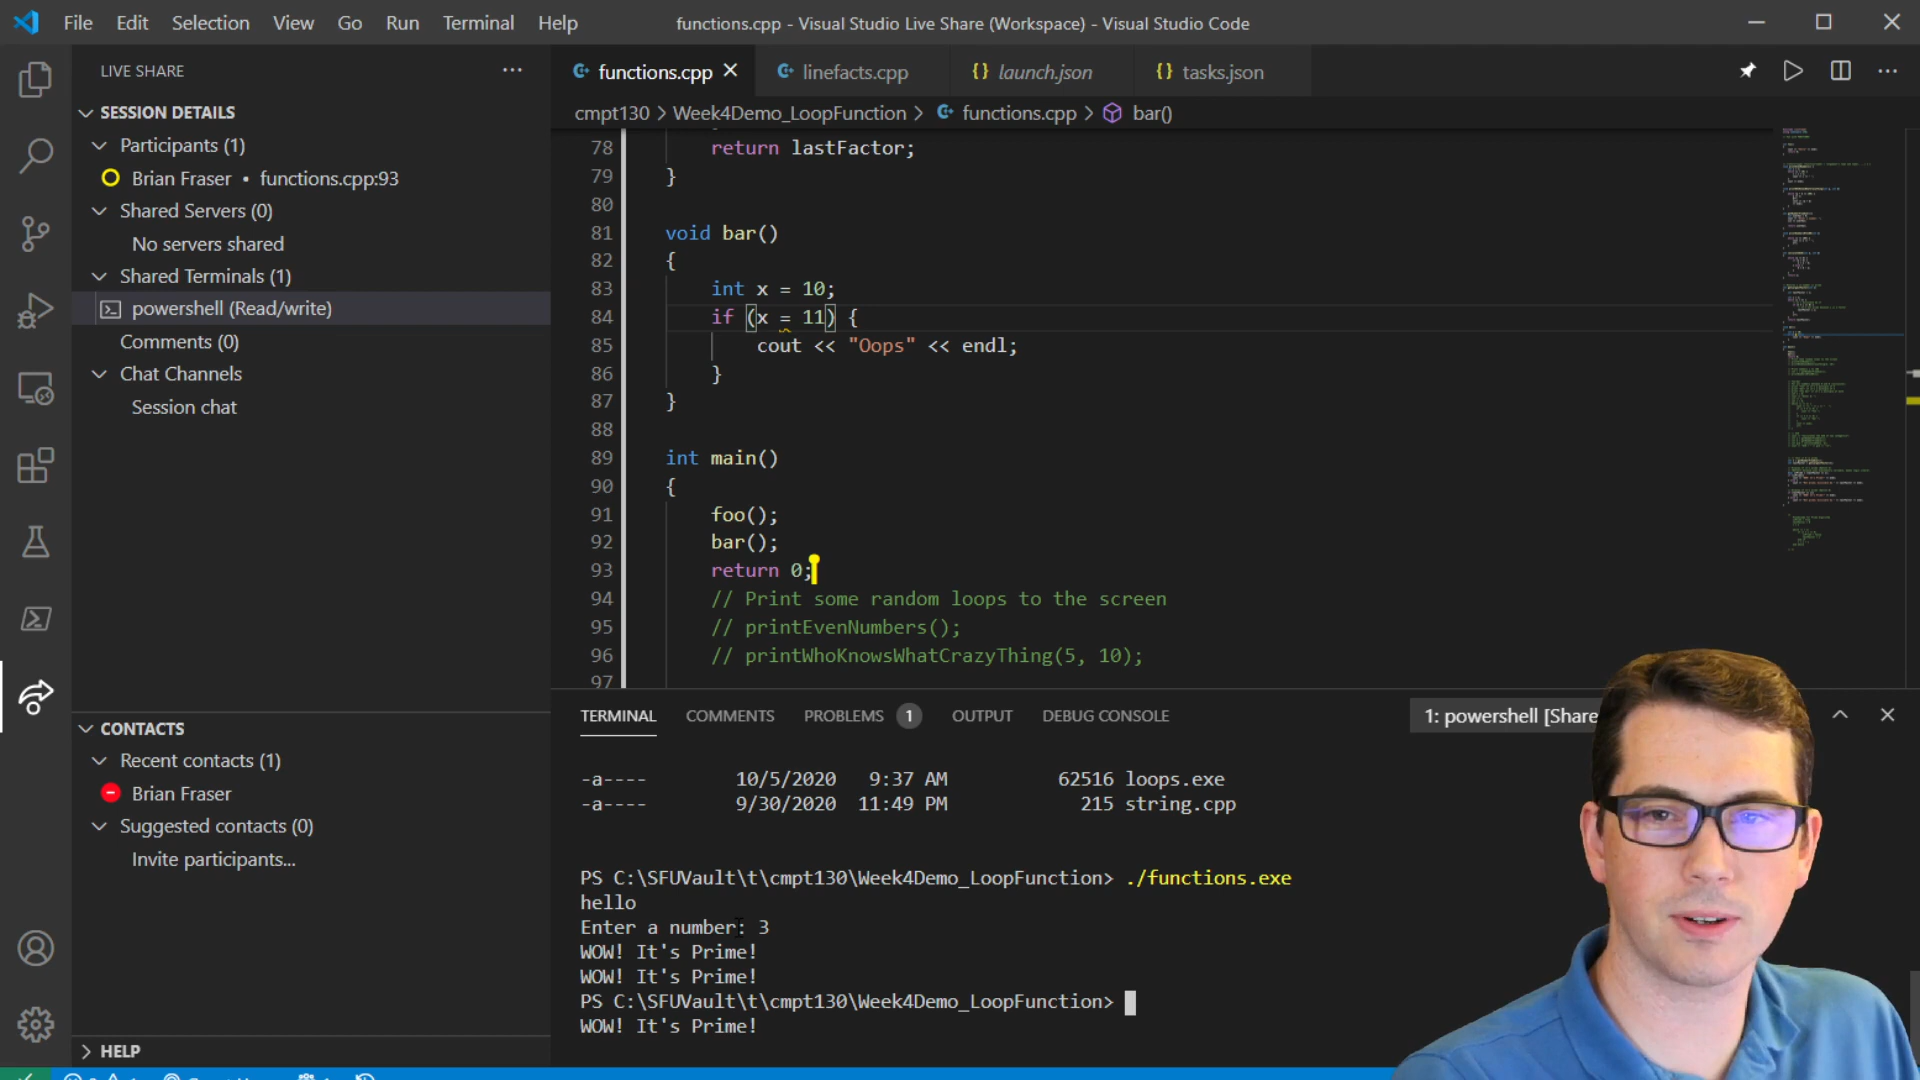 File Edit Selection View Go Run Terminal Help functions.cpp - Visual Studio Live Share (Workspace) - Visual Studio Code
LIVE SHARE
SESSION DETAILS
Participants (1)
Brian Fraser • functions.cpp:93
Shared Servers (0)
No servers shared
Shared Terminals (1)
powershell (Read/write)
Comments (0)
Chat Channels
Session chat
CONTACTS
Recent contacts (1)
Brian Fraser
Suggested contacts (0)
Invite participants...
HELP
functions.cpp linefacts.cpp launch.json tasks.json
cmpt130 > Week4Demo_LoopFunction > functions.cpp > bar()
78 return lastFactor;
79 }
80
81 void bar()
82 {
83 int x = 10;
84 if (x = 11) {
85 cout << "Oops" << endl;
86 }
87 }
88
89 int main()
90 {
91 foo();
92 bar();
93 return 0;
94 // Print some random loops to the screen
95 // printEvenNumbers();
96 // printWhoKnowsWhatCrazyThing(5, 10);
97
TERMINAL COMMENTS PROBLEMS 1 OUTPUT DEBUG CONSOLE 1: powershell [Share
-a---- 10/5/2020 9:37 AM 62516 loops.exe
-a---- 9/30/2020 11:49 PM 215 string.cpp
PS C:\SFUVault\t\cmpt130\Week4Demo_LoopFunction> ./functions.exe
hello
Enter a number: 3
WOW! It's Prime!
WOW! It's Prime!
PS C:\SFUVault\t\cmpt130\Week4Demo_LoopFunction>
WOW! It's Prime!